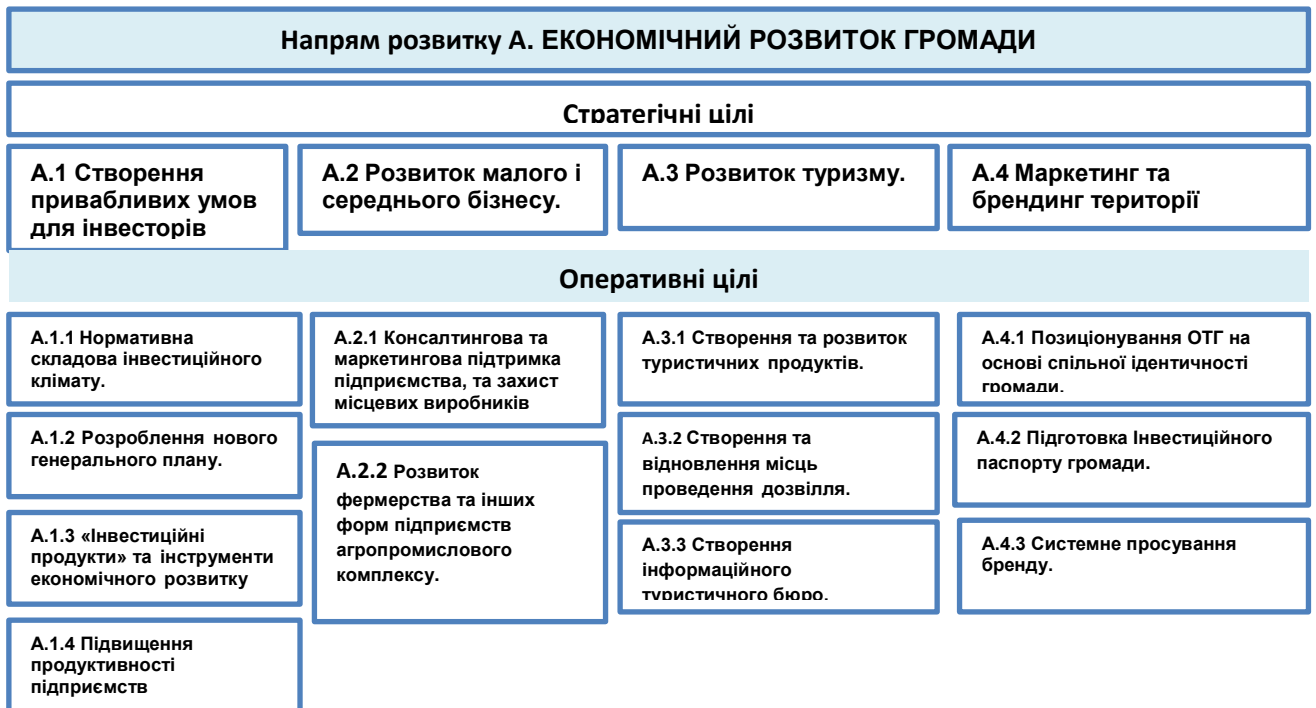 Напрям розвитку А. ЕКОНОМІЧНИЙ РОЗВИТОК ГРОМАДИ
Стратегічні цілі
А.1 Створення
привабливих умов
для інвесторів
А.2 Розвиток малого і
середнього бізнесу.
А.3 Розвиток туризму.
А.4 Маркетинг та
брендинг території
Оперативні цілі
А.1.1 Нормативна
складова інвестиційного
клімату.
А.1.2 Розроблення нового
генерального плану.
А.1.3 «Інвестиційні
продукти» та інструменти
економічного розвитку
А.1.4 Підвищення
продуктивності
підприємств
А.2.1 Консалтингова та
маркетингова підтримка
підприємства, та захист
місцевих виробників
А.2.2 Розвиток
фермерства та інших
форм підприємств
агропромислового
комплексу.
А.3.1 Створення та розвиток
туристичних продуктів.
А.3.2 Створення та
відновлення місць
проведення дозвілля.
А.3.3 Створення
інформаційного
туристичного бюро.
А.4.1 Позиціонування ОТГ на
основі спільної ідентичності
громади.
А.4.2 Підготовка Інвестиційного
паспорту громади.
А.4.3 Системне просування
бренду.